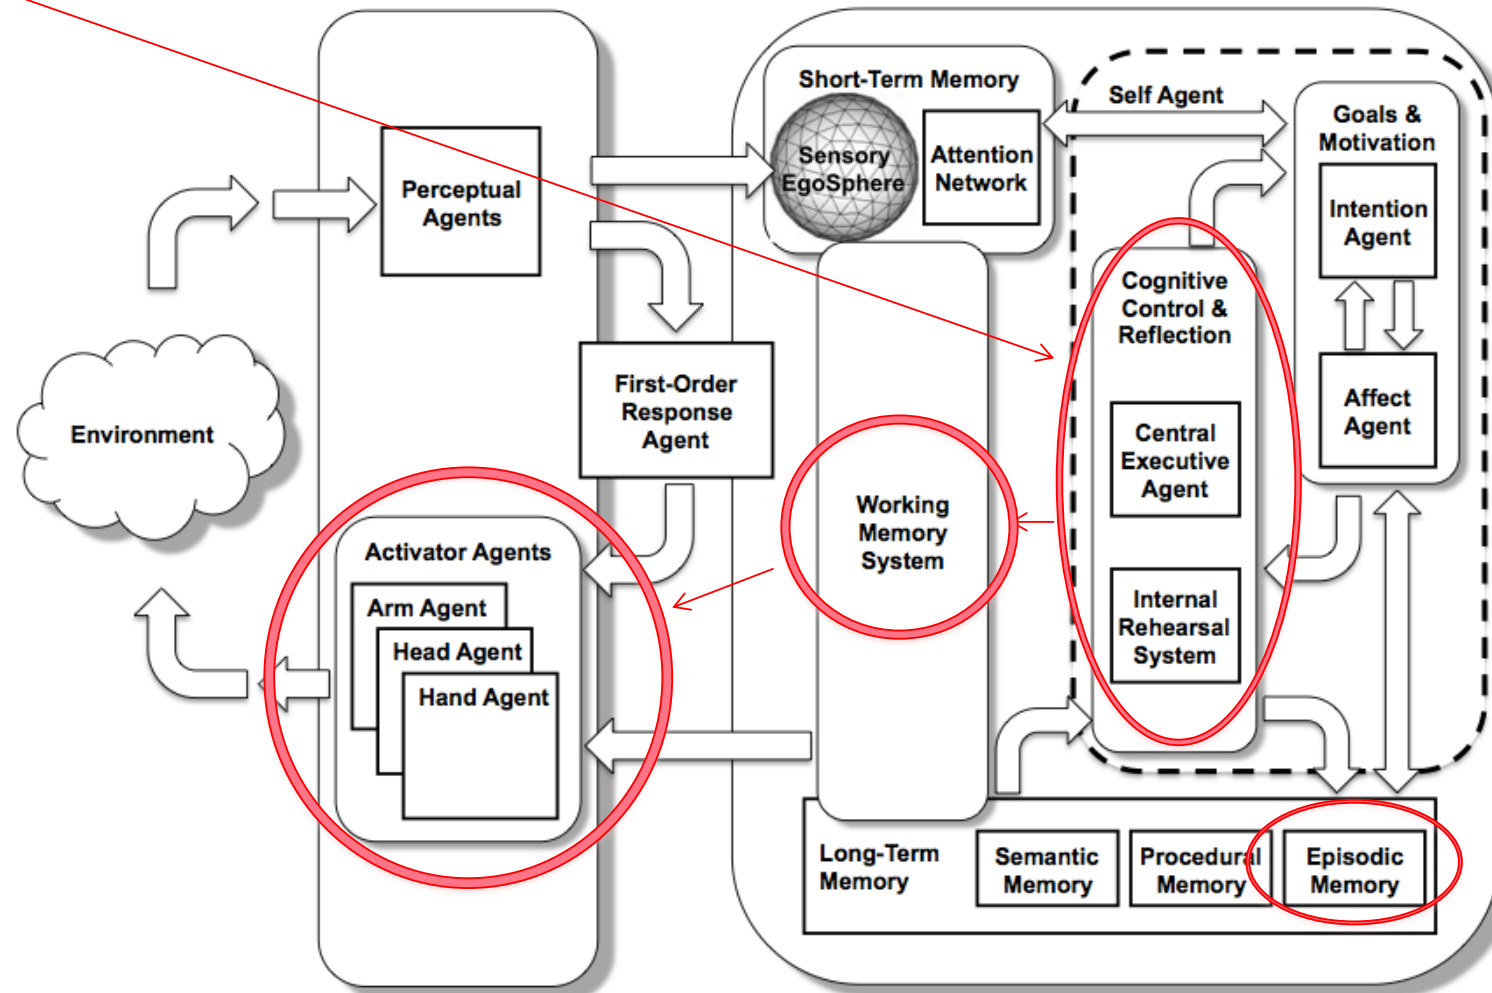 Short-Term Memory
Sensory
EgoSphere
Attention
Network
Self Agent
Goals &
Motivation
Intention
Agent
Affect
Agent
Perceptual
Agents
Cognitive
Control &
Reflection
Central
Executive
Agent
Internal
Rehearsal
System
First-Order
Response
Agent
Environment
Working
Memory
System
Activator Agents
Arm Agent
Head Agent
Hand Agent
Long-Term
Memory
Semantic
Memory
Procedural
Memory
Episodic
Memory